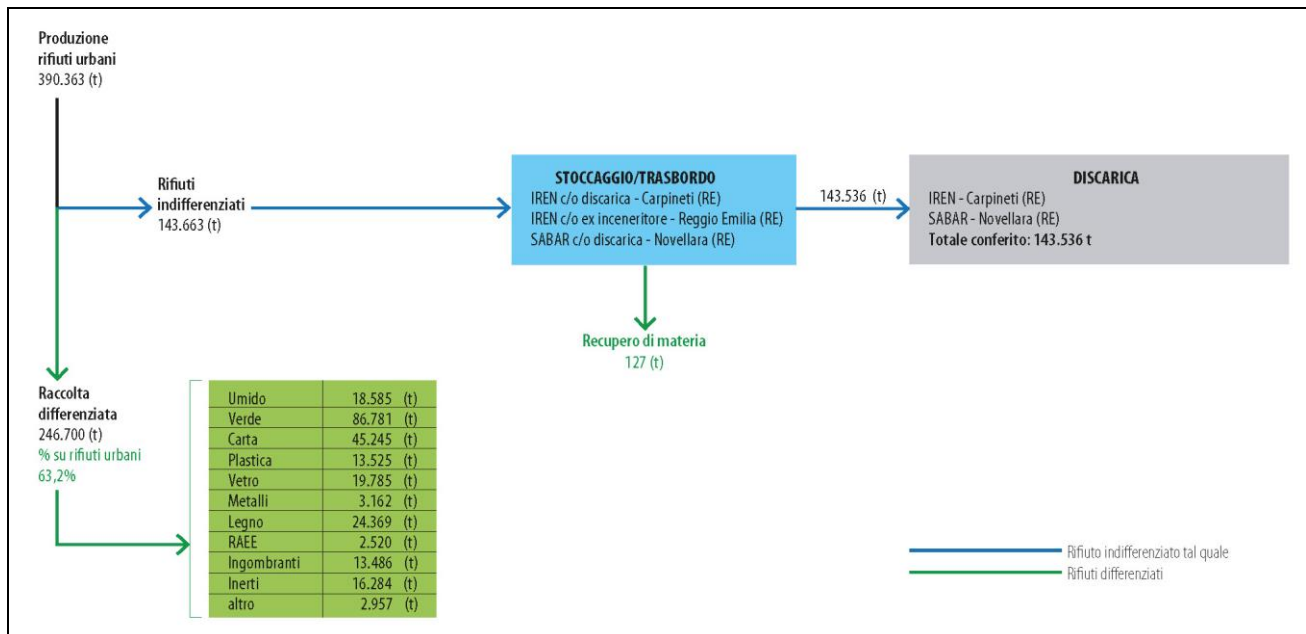 Produzione
rifiuti urbani
390.363 (t)
Rifiuti
indifferenziati
143.663 (t)
STOCCAGGIO/TRASBORDO
IREN c/o discarica - Carpineti (RE)
IREN c/o ex inceneritore - Reggio Emilia (RE)
SABAR c/o discarica - Novellara (RE)
143.536 (t)
DISCARICA
IREN - Carpineti (RE)
SABAR - Novellara (RE)
Totale conferito: 143.536 t
Recupero di materia
127 (t)
Raccolta
differenziata
246.700 (t)
% su rifiuti urbani
63,2%
Umido 18.585 (t)
Verde 86.781 (t)
Carta 45.245 (t)
Plastica 13.525 (t)
Vetro 19.785 (t)
Metalli 3.162 (t)
Legno 24.369 (t)
RAEE 2.520 (t)
Ingombranti 13.486 (t)
Inerti 16.284 (t)
altro 2.957 (t)
Rifiuto indifferenziato tal quale
Rifiuti differenziati